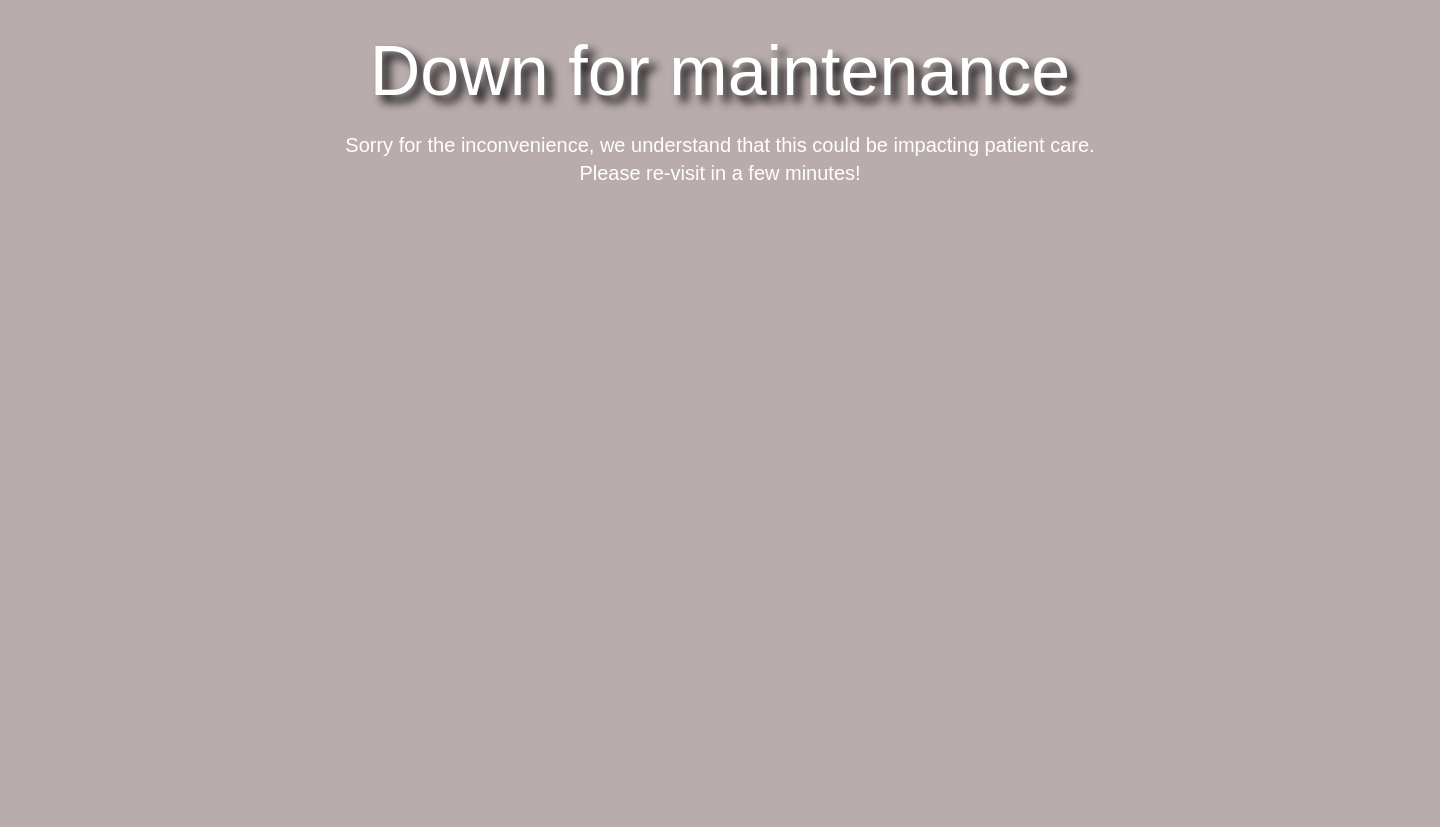 Down for maintenance
Sorry for the inconvenience, we understand that this could be impacting patient care.
Please re-visit in a few minutes!